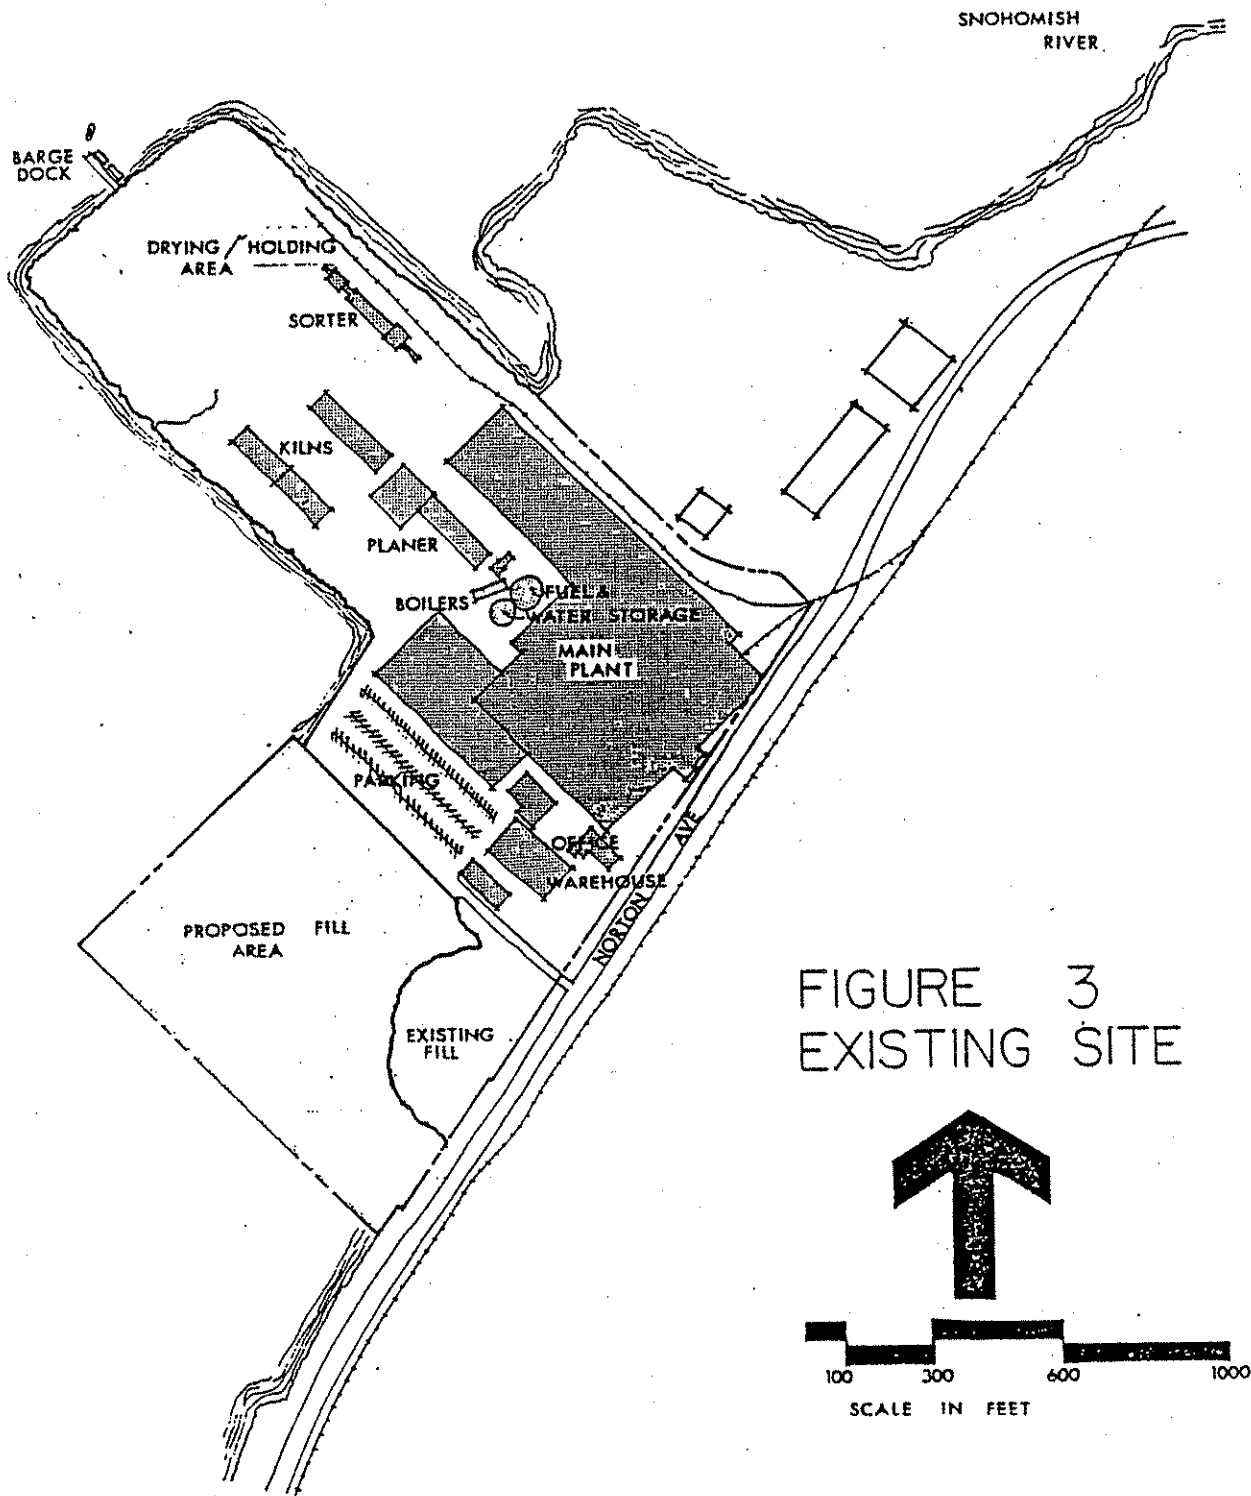 SNOHOMISH
RIVER
BARGE
DOCK
DRYING / HOLDING
AREA
SORTER
KILNS
PLANER
BOILERS
FUEL &
WATER STORAGE
MAIN
PLANT
PARKING
OFFICE
WAREHOUSE
NORTON AVE
PROPOSED FILL
AREA
EXISTING
FILL
FIGURE 3
EXISTING SITE
100 300 600 1000
SCALE IN FEET